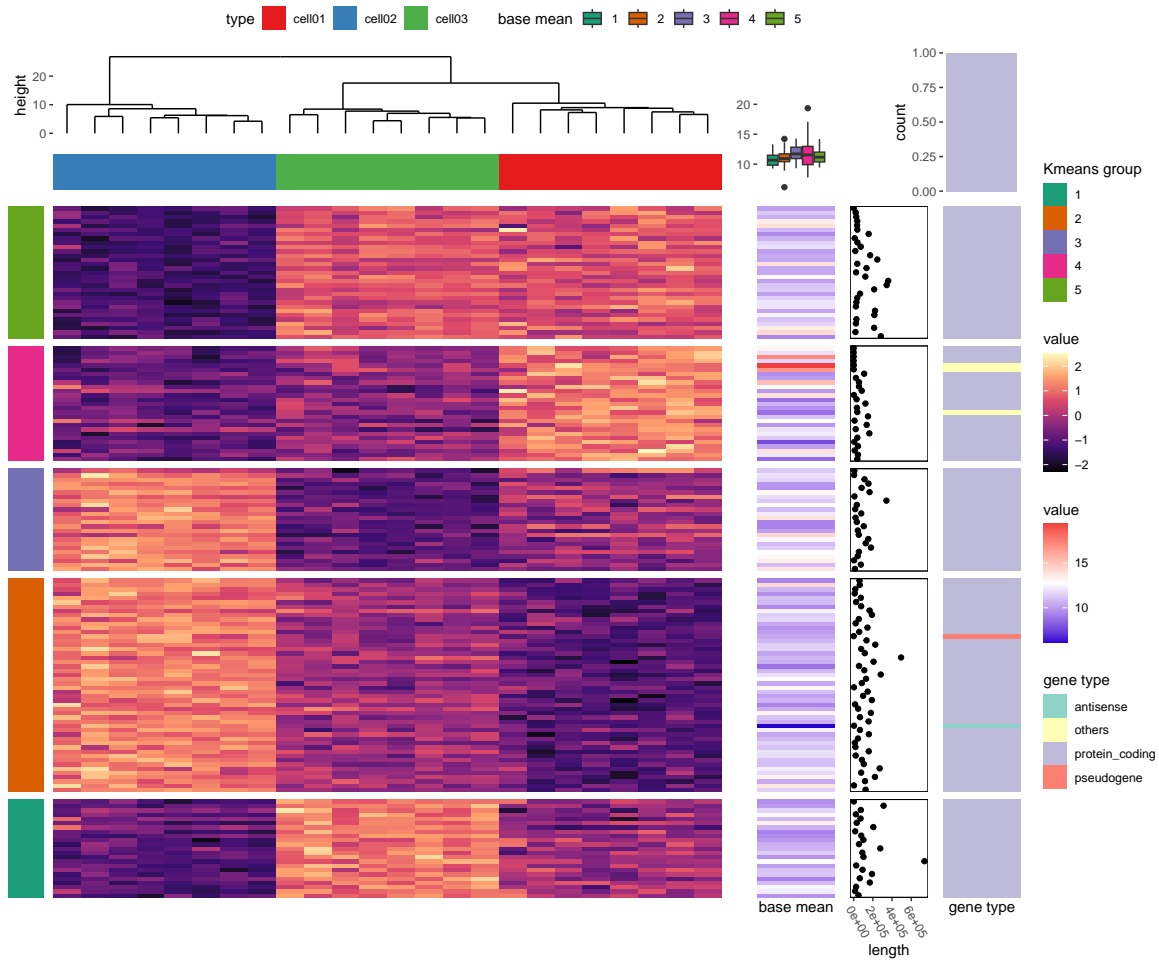 type cell01 cell02 cell03 base mean 1 2 3 4 5
height
20
10
0
20
15
10
count
1.00
0.75
0.50
0.25
0.00
Kmeans group
1
2
3
4
5
value
2
1
0
−1
−2
value
15
10
gene type
antisense
others
protein_coding
pseudogene
base mean
0e+00
2e+05
4e+05
6e+05
length
gene type